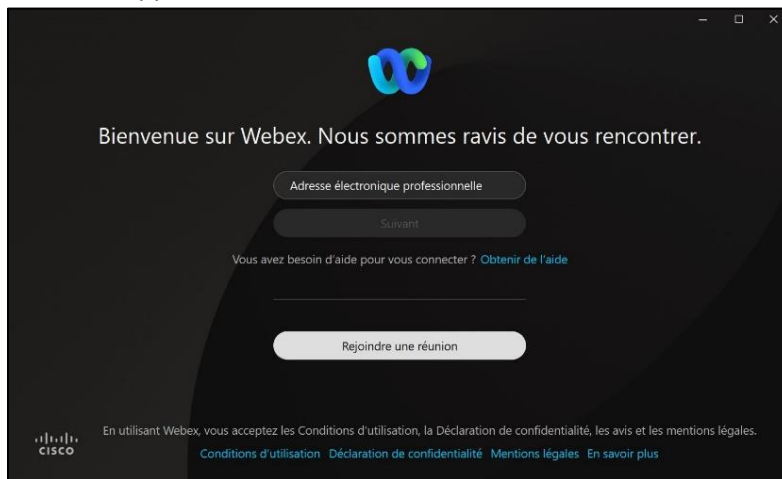 Bienvenue sur Webex. Nous sommes ravis de vous rencontrer.
Adresse électronique professionnelle
Suivant
Vous avez besoin d'aide pour vous connecter ? Obtenir de l'aide
Rejoindre une réunion
En utilisant Webex, vous acceptez les Conditions d'utilisation, la Déclaration de confidentialité, les avis et les mentions légales.
CISCO
Conditions d'utilisation Déclaration de confidentialité Mentions légales En savoir plus